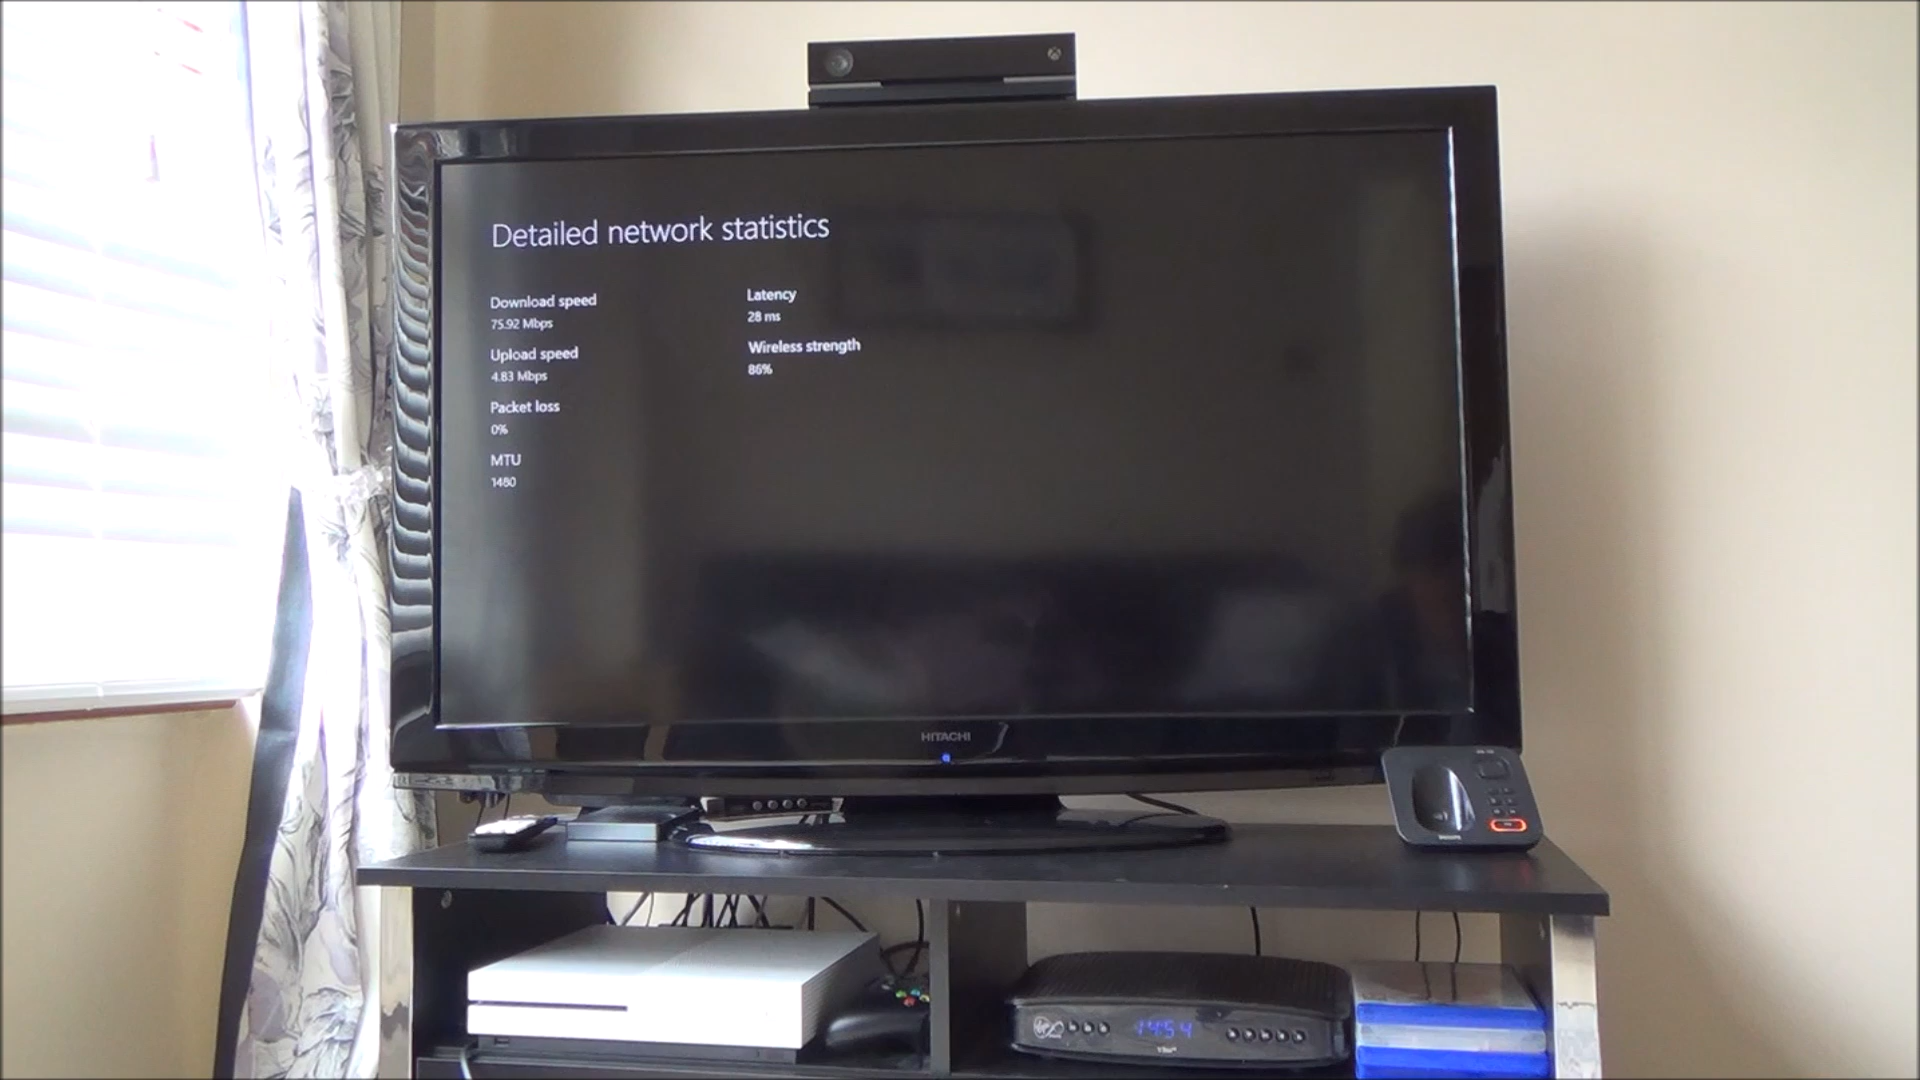 Detailed network statistics
Download speed
75.92 Mbps
Upload speed
4.83 Mbps
Packet loss
0%
MTU
1480
Latency
28 ms
Wireless strength
86%
HITACHI
14:54